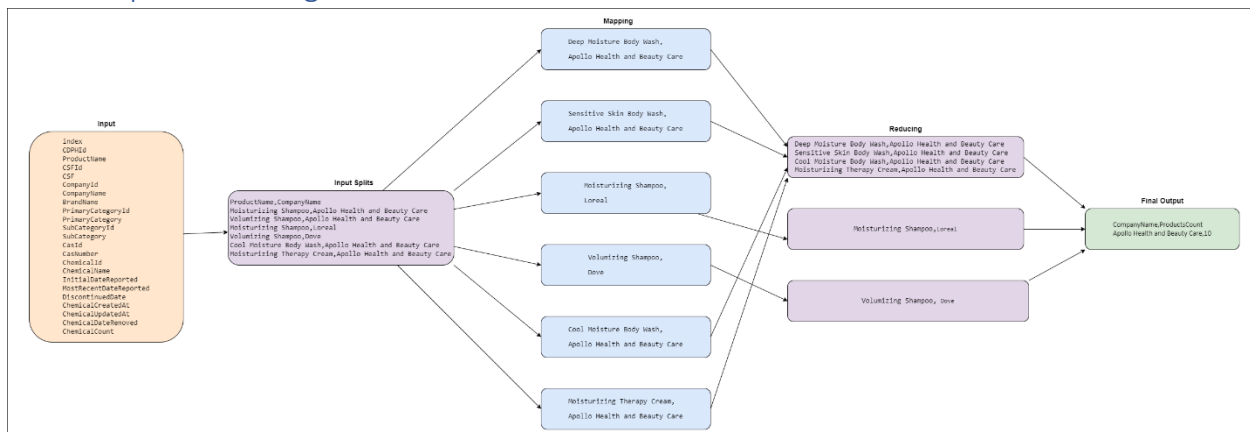 Input
Index
CDPHId
ProductName
CSFId
CSF
CompanyId
CompanyName
BrandName
PrimaryCategoryId
PrimaryCategory
SubCategoryId
SubCategory
CasId
CasNumber
ChemicalId
ChemicalName
InitialDateReported
MostRecentDateReported
DiscontinuedDate
ChemicalCreatedAt
ChemicalUpdatedAt
ChemicalDateRemoved
ChemicalCount
Input Splits
ProductName,CompanyName
Moisturizing Shampoo,Apollo Health and Beauty Care
Volumizing Shampoo,Apollo Health and Beauty Care
Moisturizing Shampoo,Loreal
Volumizing Shampoo,Dove
Cool Moisture Body Wash,Apollo Health and Beauty Care
Moisturizing Therapy Cream,Apollo Health and Beauty Care,
Mapping
Deep Moisture Body Wash,
Apollo Health and Beauty Care
Sensitive Skin Body Wash,
Apollo Health and Beauty Care
Moisturizing Shampoo,
Loreal
Volumizing Shampoo,
Dove
Cool Moisture Body Wash,
Apollo Health and Beauty Care
Moisturizing Therapy Cream,
Apollo Health and Beauty Care
Reducing
Deep Moisture Body Wash,Apollo Health and Beauty Care
Sensitive Skin Body Wash,Apollo Health and Beauty Care
Cool Moisture Body Wash,Apollo Health and Beauty Care
Moisturizing Therapy Cream,Apollo Health and Beauty Care
Moisturizing Shampoo,Loreal
Volumizing Shampoo, Dove
Final Output
CompanyName,ProductsCount
Apollo Health and Beauty Care,10